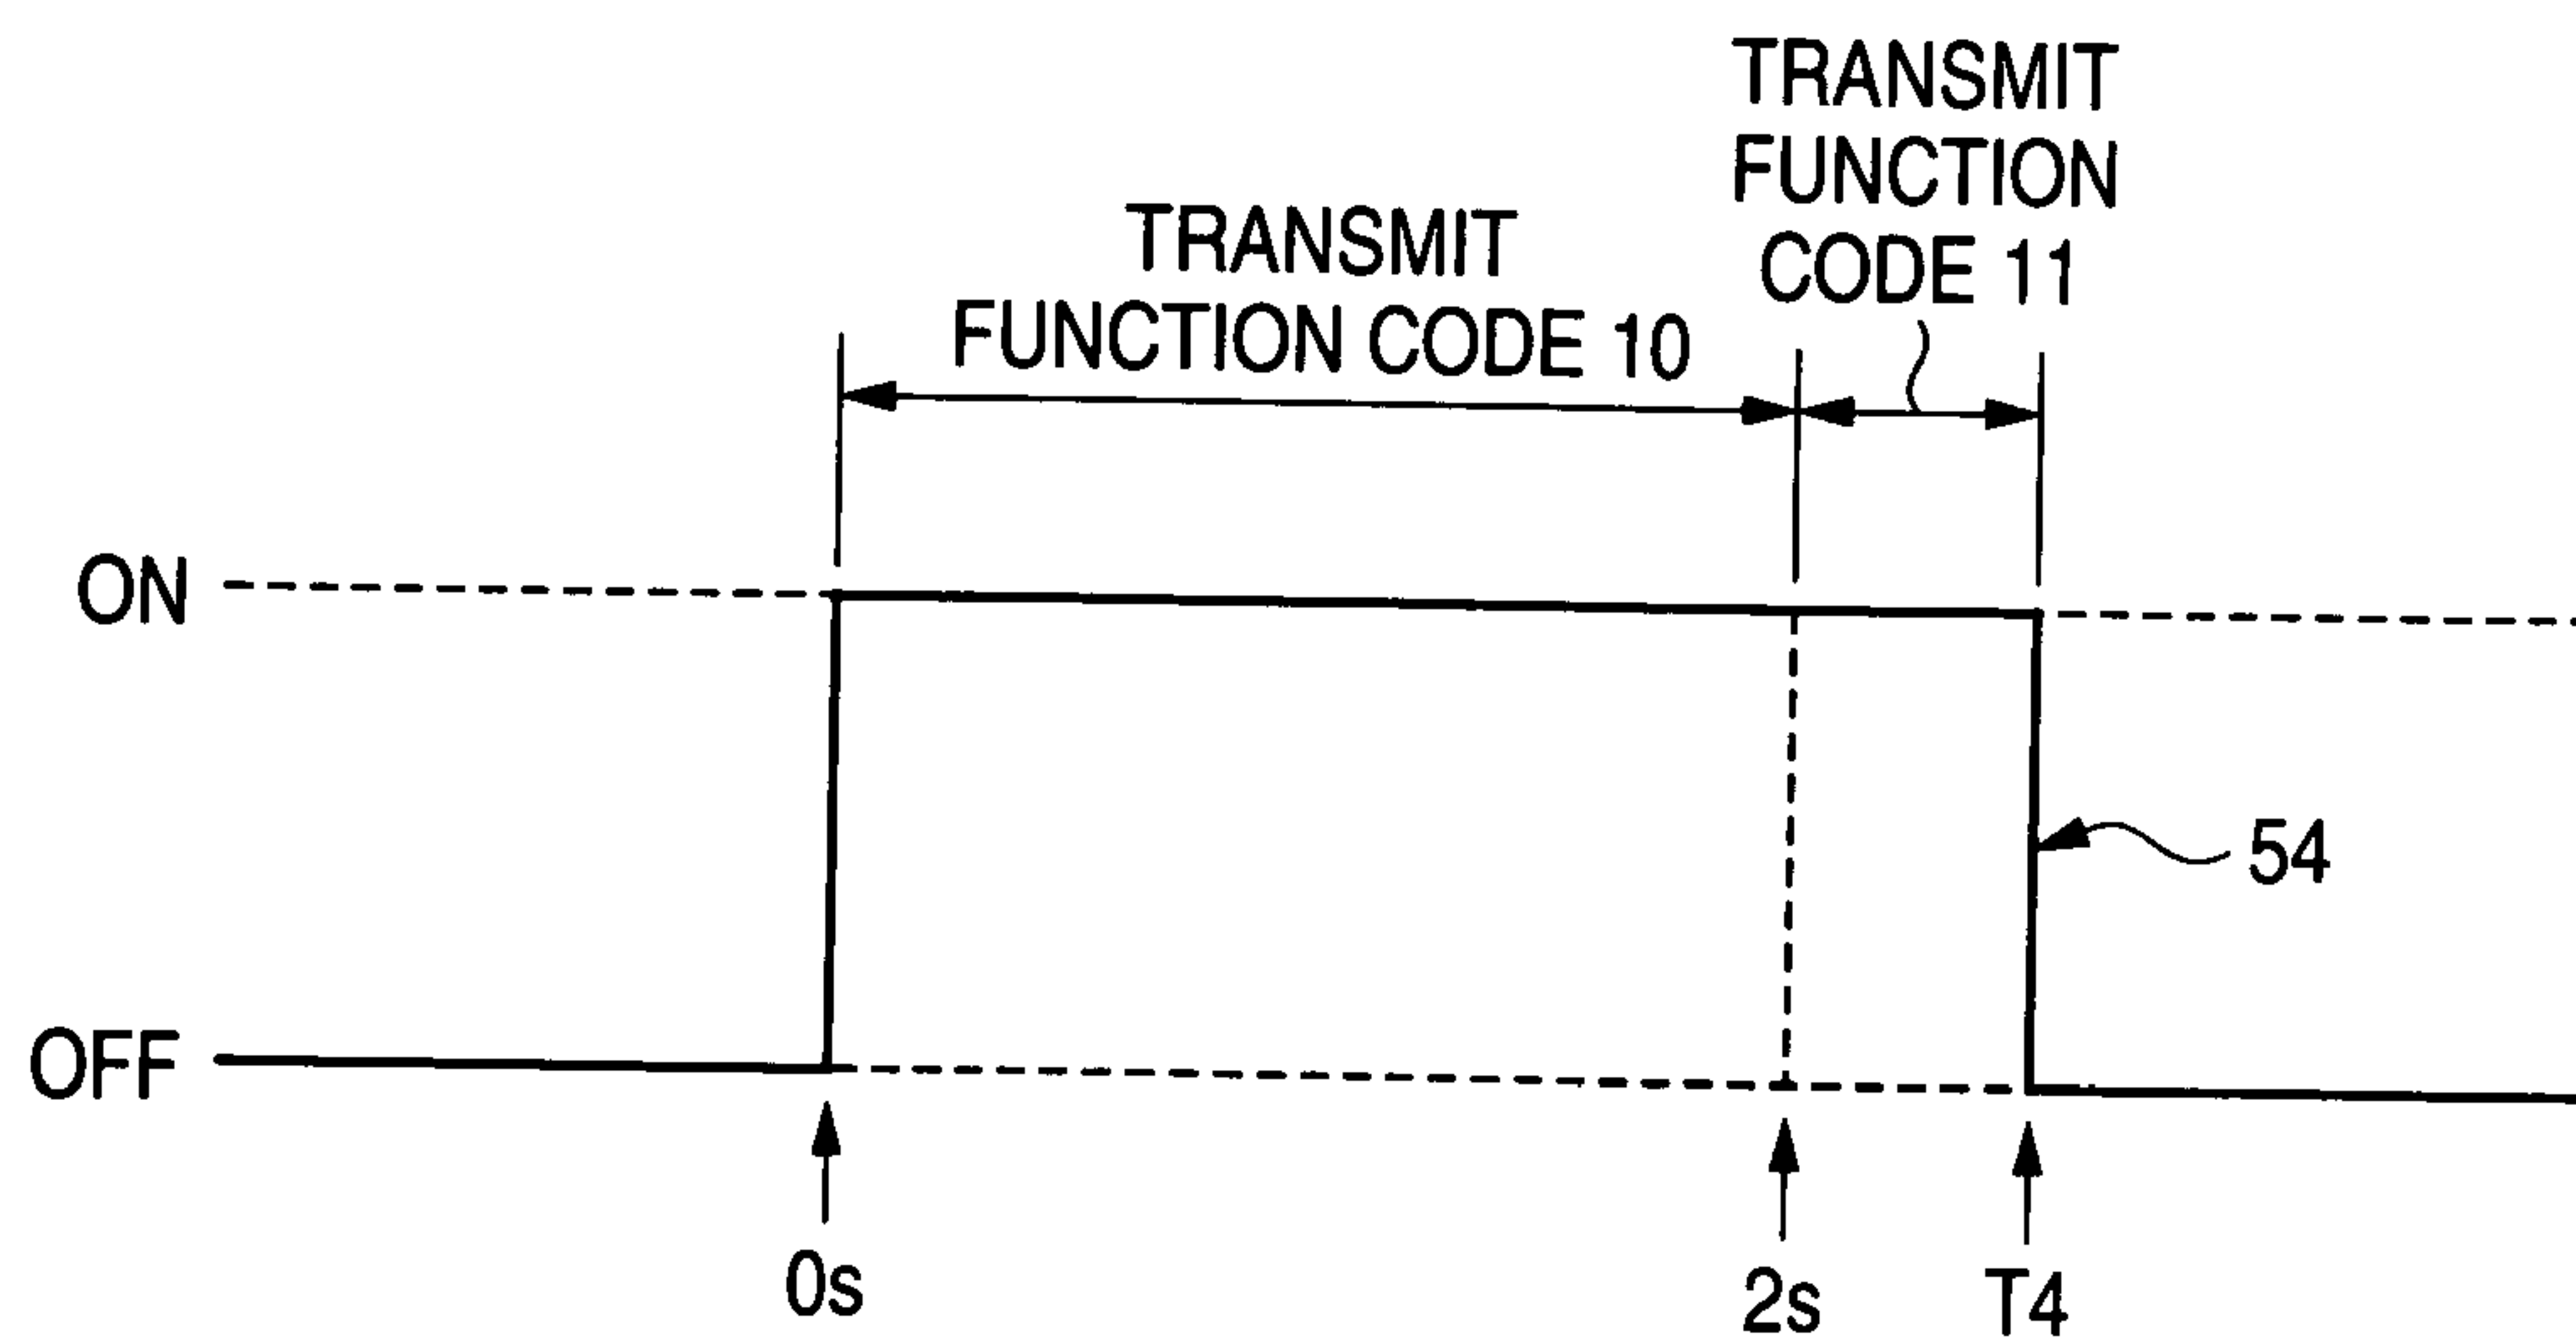 TRANSMIT
FUNCTION
CODE 11
TRANSMIT
FUNCTION CODE 10
ON
54
OFF
0s
2s
T4